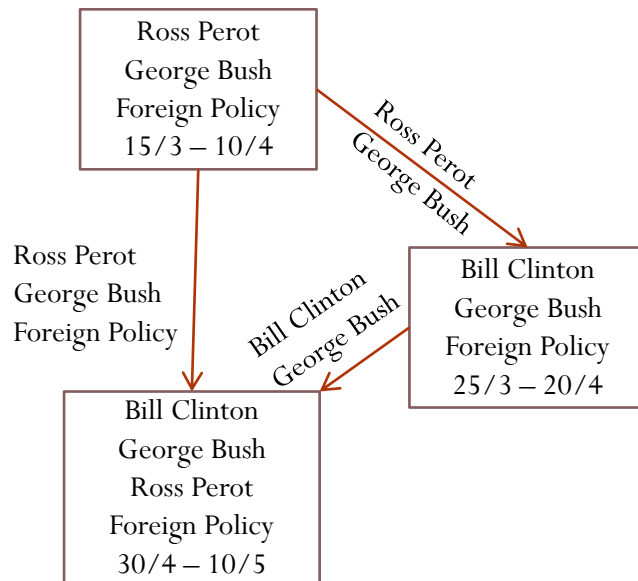 Ross Perot
George Bush
Foreign Policy
15/3 – 10/4
Ross Perot
George Bush
Ross Perot
George Bush
Foreign Policy
Bill Clinton
George Bush
Bill Clinton
George Bush
Foreign Policy
25/3 – 20/4
Bill Clinton
George Bush
Ross Perot
Foreign Policy
30/4 – 10/5